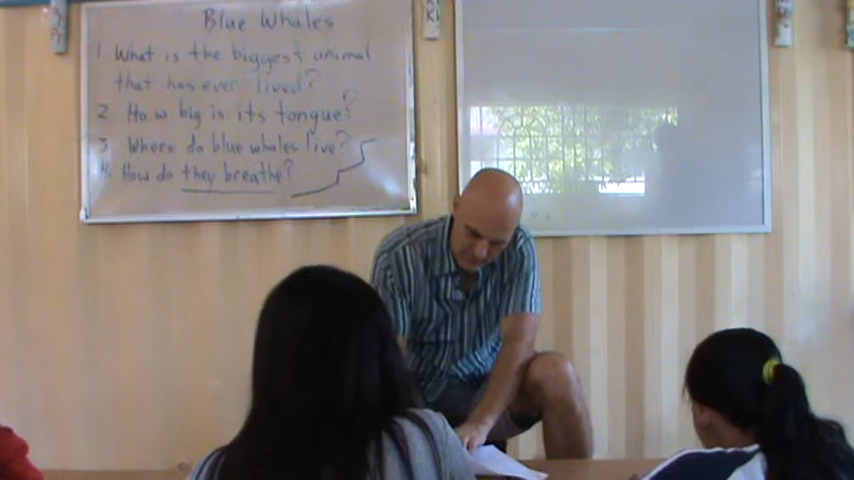 Blue Whales
1. What is the biggest animal
that has ever lived?
2. How big is its tongue?
3. Where do blue whales live?
4. How do they breathe?